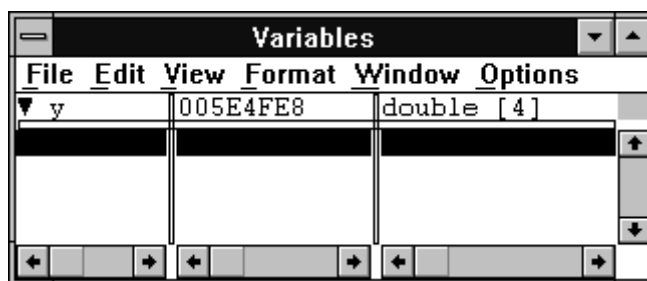 Variables
File Edit View Format Window Options
y 005E4FE8 double [4]